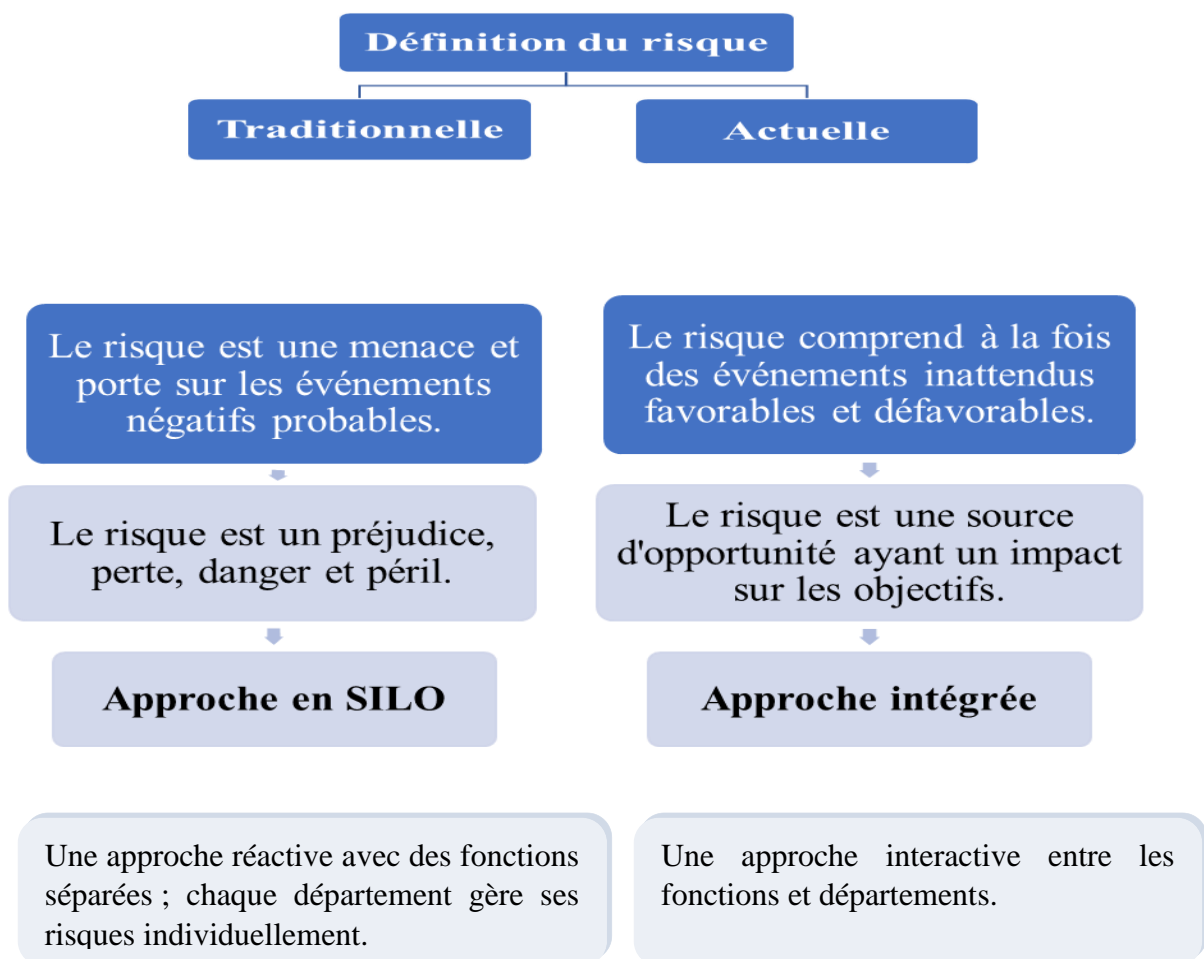 Définition du risque
Traditionnelle
Actuelle
Le risque est une menace et
porte sur les événements
négatifs probables.
Le risque est un préjudice,
perte, danger et péril.
Approche en SILO
Une approche réactive avec des fonctions
séparées ; chaque département gère ses
risques individuellement.
Le risque comprend à la fois
des événements inattendus
favorables et défavorables.
Le risque est une source
d'opportunité ayant un impact
sur les objectifs.
Approche intégrée
Une approche interactive entre les
fonctions et départements.